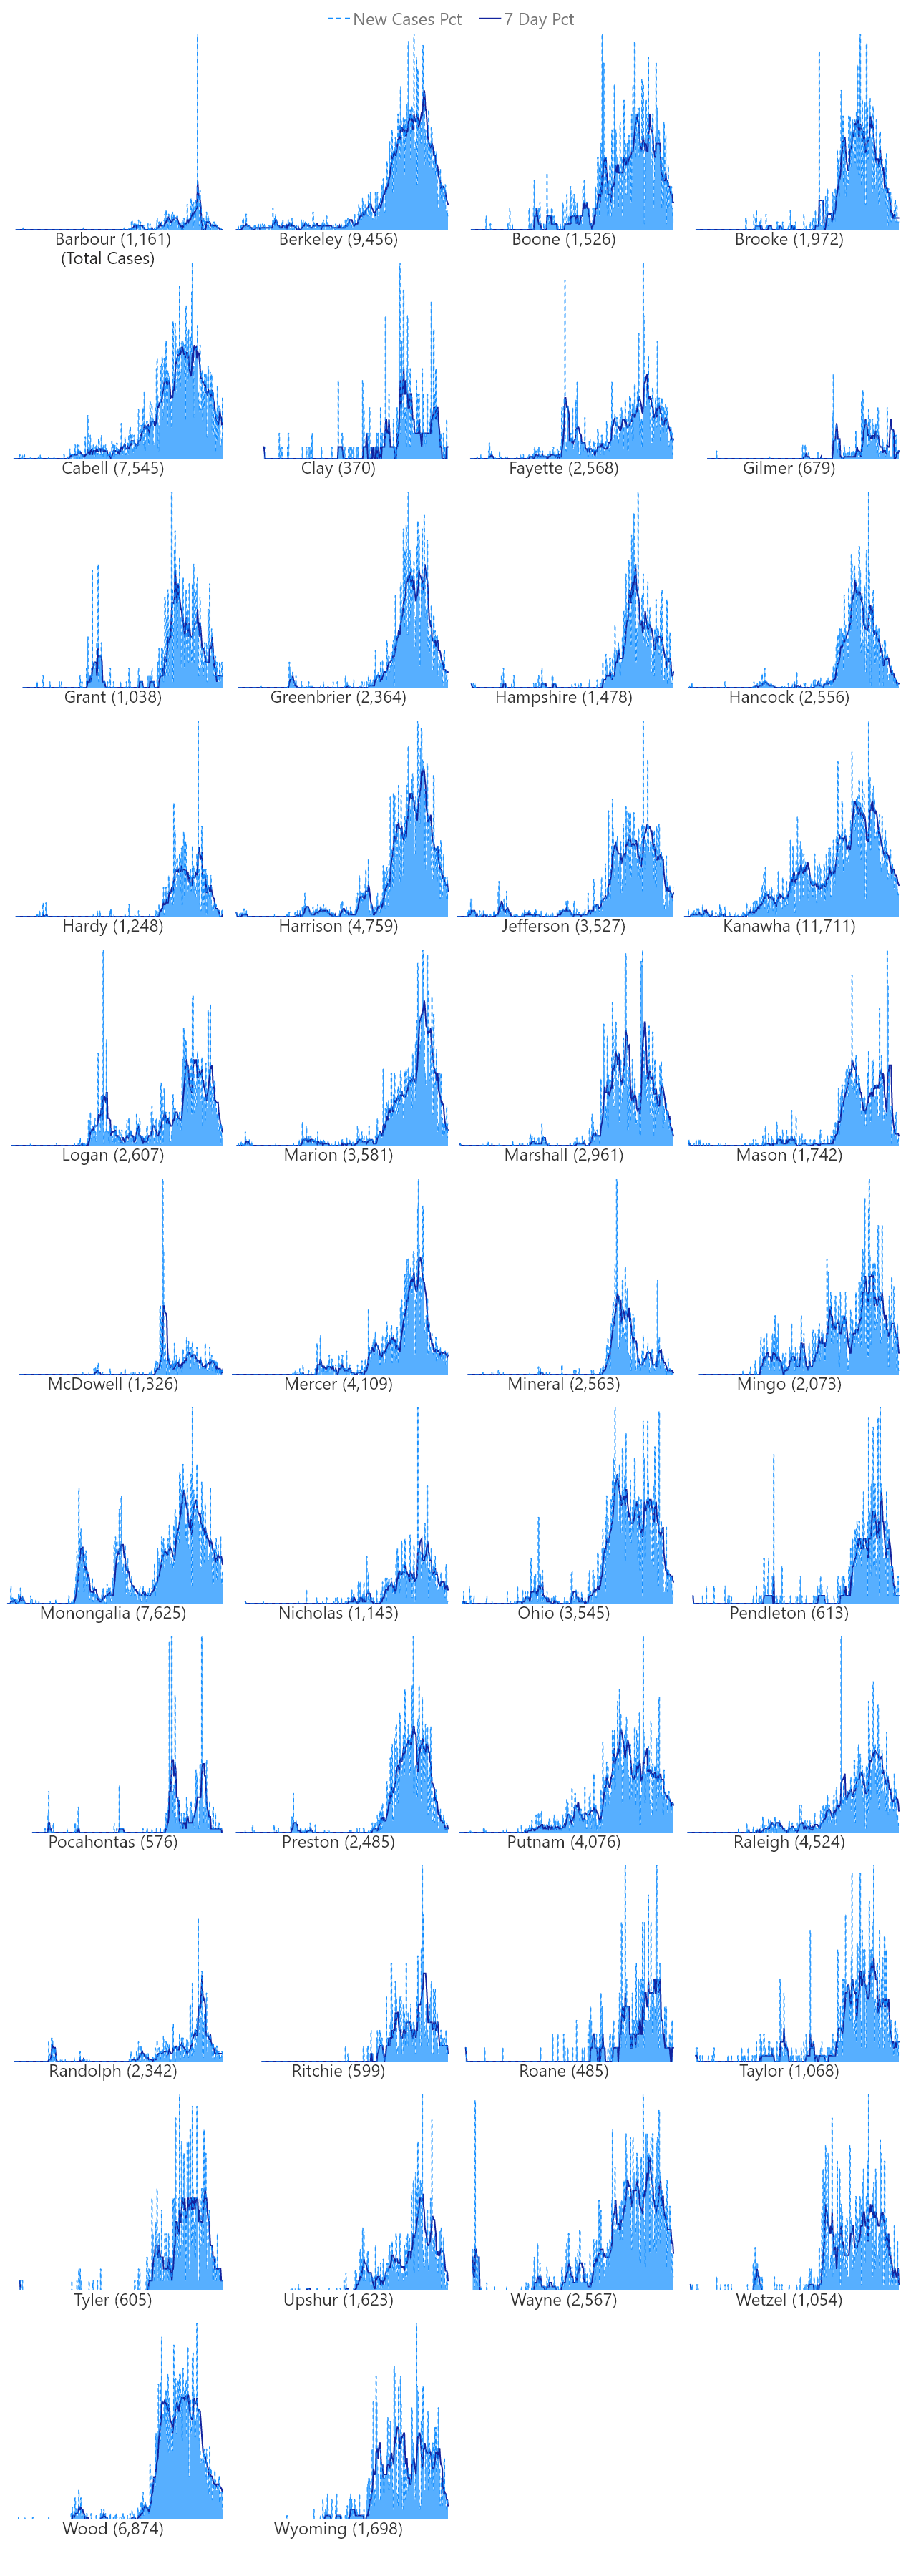 New Cases Pct 7 Day Pct
Barbour (1,161) Berkeley (9,456) Boone (1,526) Brooke (1,972)
(Total Cases)
Cabell (7,545) Clay (370) Fayette (2,568) Gilmer (679)
Grant (1,038) Greenbrier (2,364) Hampshire (1,478) Hancock (2,556)
Hardy (1,248) Harrison (4,759) Jefferson (3,527) Kanawha (11,711)
Logan (2,607) Marion (3,581) Marshall (2,961) Mason (1,742)
McDowell (1,326) Mercer (4,109) Mineral (2,563) Mingo (2,073)
Monongalia (7,625) Nicholas (1,143) Ohio (3,545) Pendleton (613)
Pocahontas (576) Preston (2,485) Putnam (4,076) Raleigh (4,524)
Randolph (2,342) Ritchie (599) Roane (485) Taylor (1,068)
Tyler (605) Upshur (1,623) Wayne (2,567) Wetzel (1,054)
Wood (6,874) Wyoming (1,698)